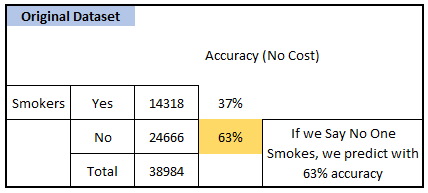 Original Dataset
Accuracy (No Cost)
Smokers Yes 14318 37%
No 24666 63%
Total 38984
If we Say No One
Smokes, we predict with
63% accuracy